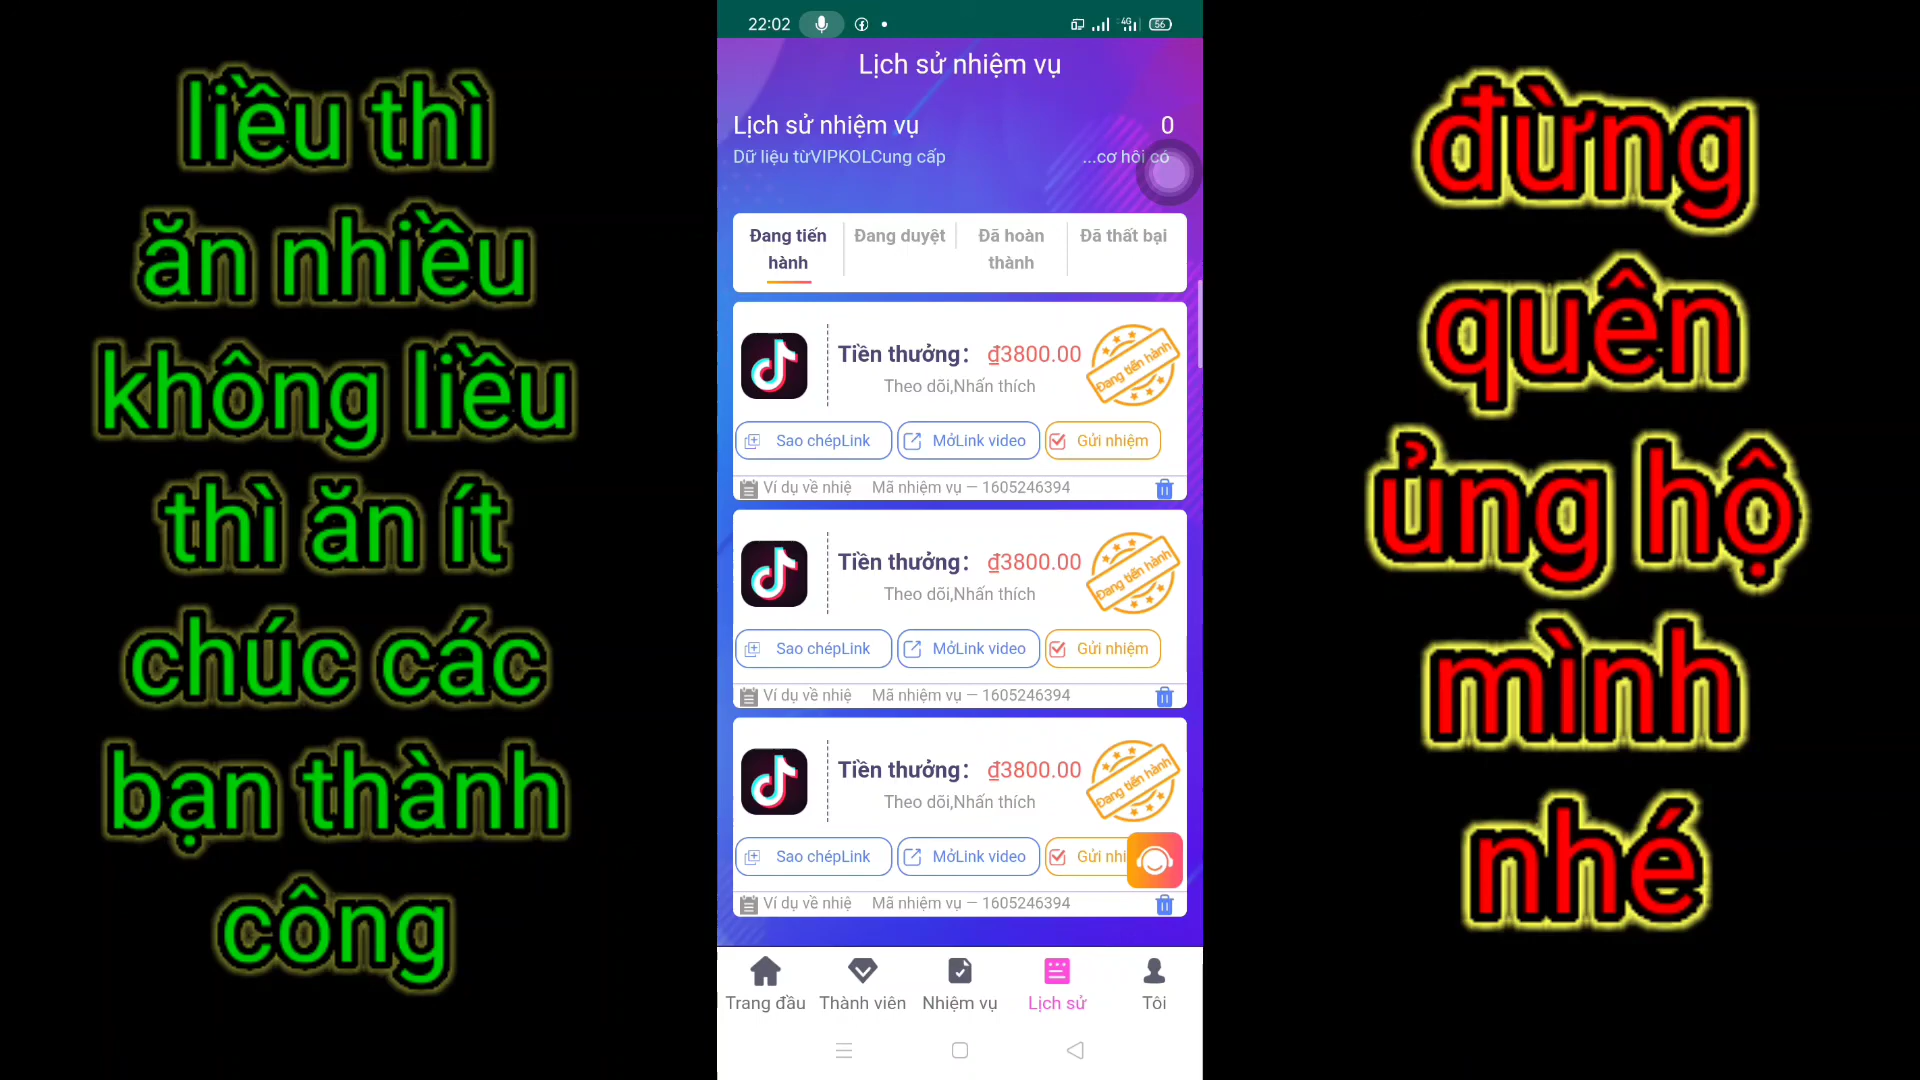 liều thì
ăn nhiều
không liều
thì ăn ít
chúc các
bạn thành
công
22:02
4G
56
Lịch sử nhiệm vụ
Lịch sử nhiệm vụ 0
Dữ liệu từVIPKOLCung cấp ...cơ hội có
Đang tiến hành
Đang duyệt
Đã hoàn thành
Đã thất bại
Tiền thưởng: ₫3800.00
Đang tiến hành
Theo dõi,Nhấn thích
Sao chépLink MởLink video Gửi nhiệm
Ví dụ về nhiệ Mã nhiệm vụ — 1605246394
Tiền thưởng: ₫3800.00
Đang tiến hành
Theo dõi,Nhấn thích
Sao chépLink MởLink video Gửi nhiệm
Ví dụ về nhiệ Mã nhiệm vụ — 1605246394
Tiền thưởng: ₫3800.00
Đang tiến hành
Theo dõi,Nhấn thích
Sao chépLink MởLink video Gửi nhi
Ví dụ về nhiệ Mã nhiệm vụ — 1605246394
Trang đầu Thành viên Nhiệm vụ Lịch sử Tôi
đừng
quên
ủng hộ
mình
nhé